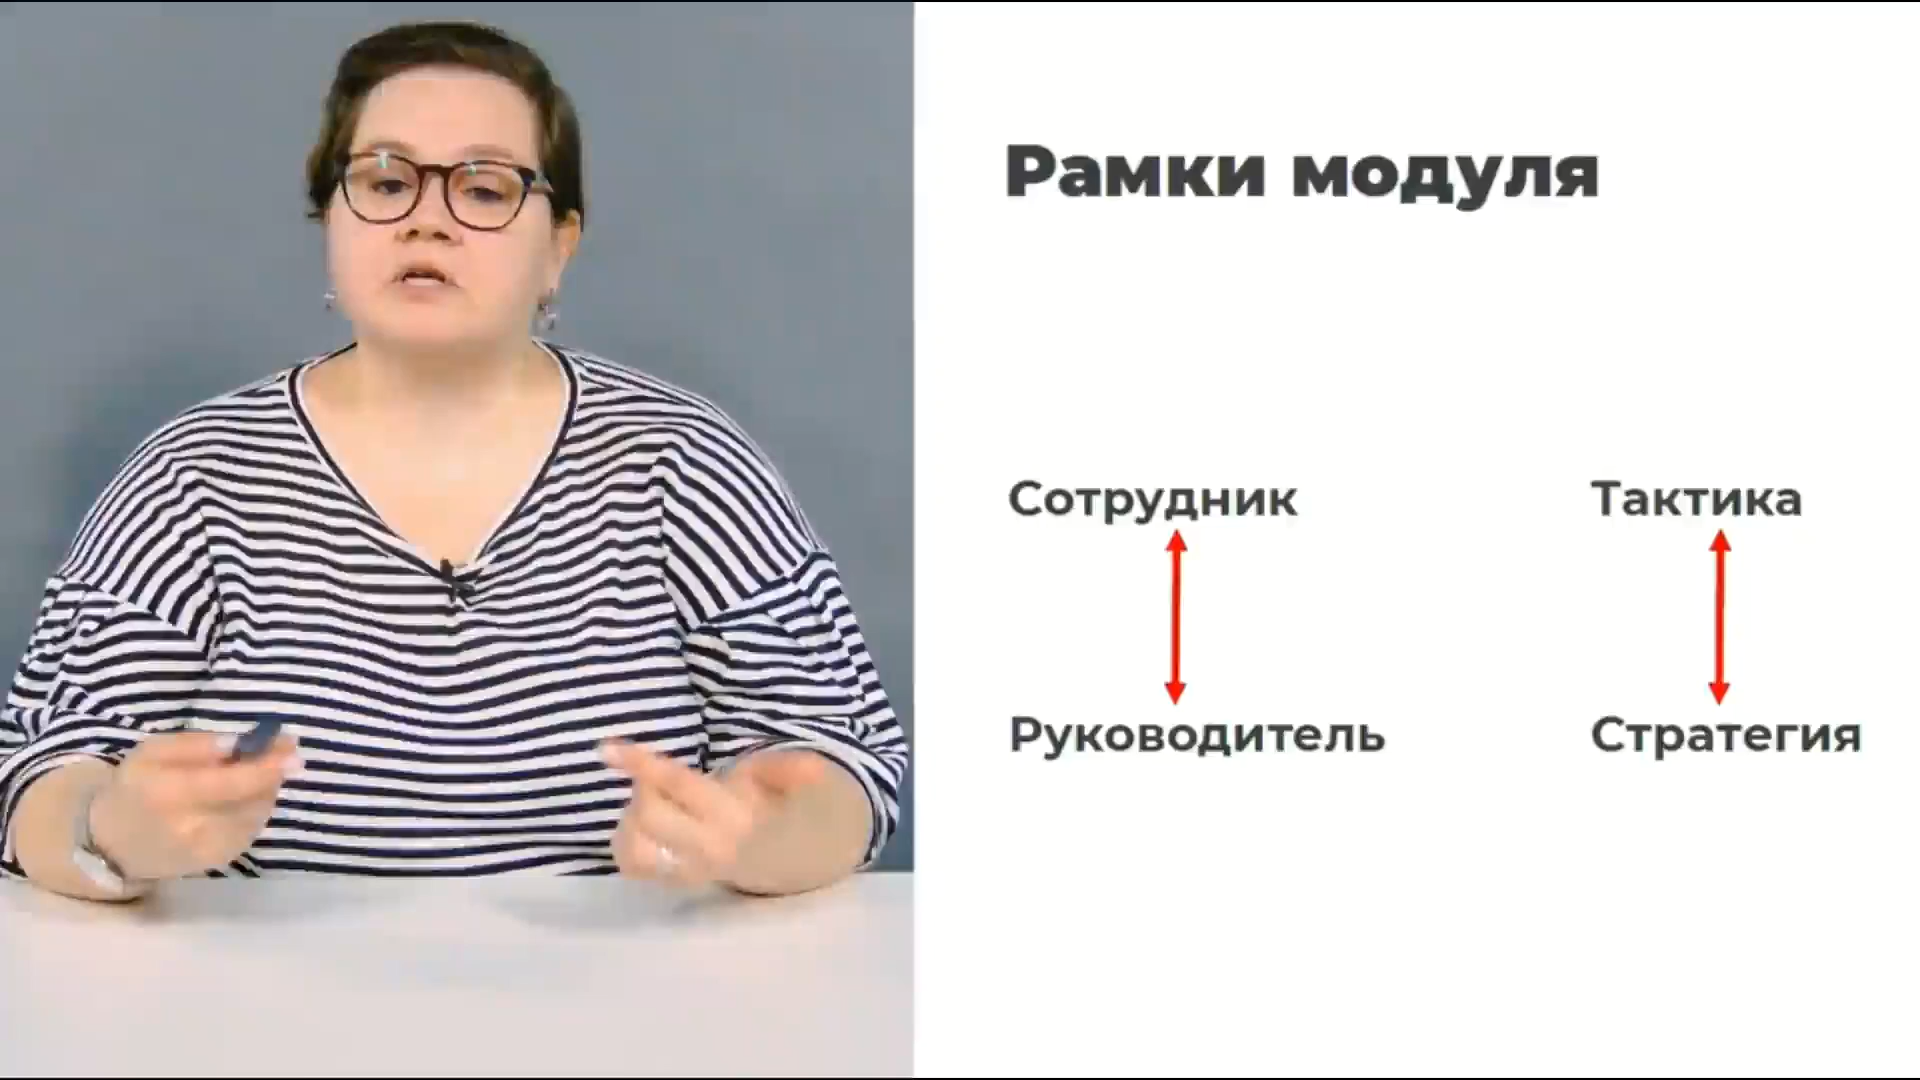 Рамки модуля
Сотрудник
Тактика
Руководитель
Стратегия